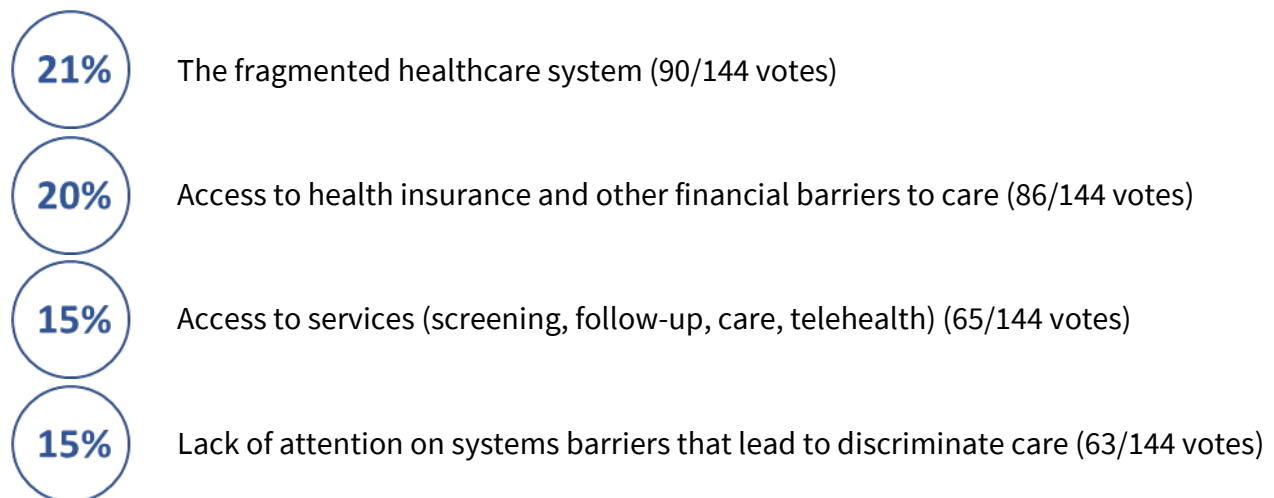 21% The fragmented healthcare system (90/144 votes)
20% Access to health insurance and other financial barriers to care (86/144 votes)
15% Access to services (screening, follow-up, care, telehealth) (65/144 votes)
15% Lack of attention on systems barriers that lead to discriminate care (63/144 votes)